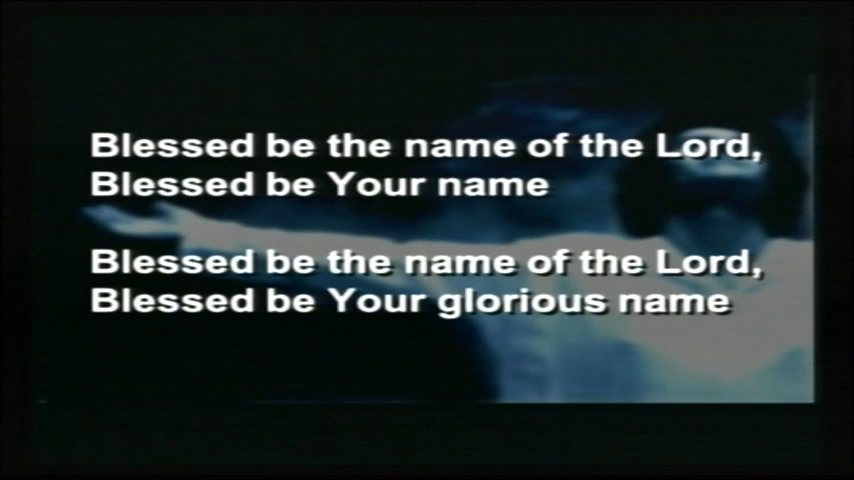 Blessed be the name of the Lord,
Blessed be Your name
Blessed be the name of the Lord,
Blessed be Your glorious name